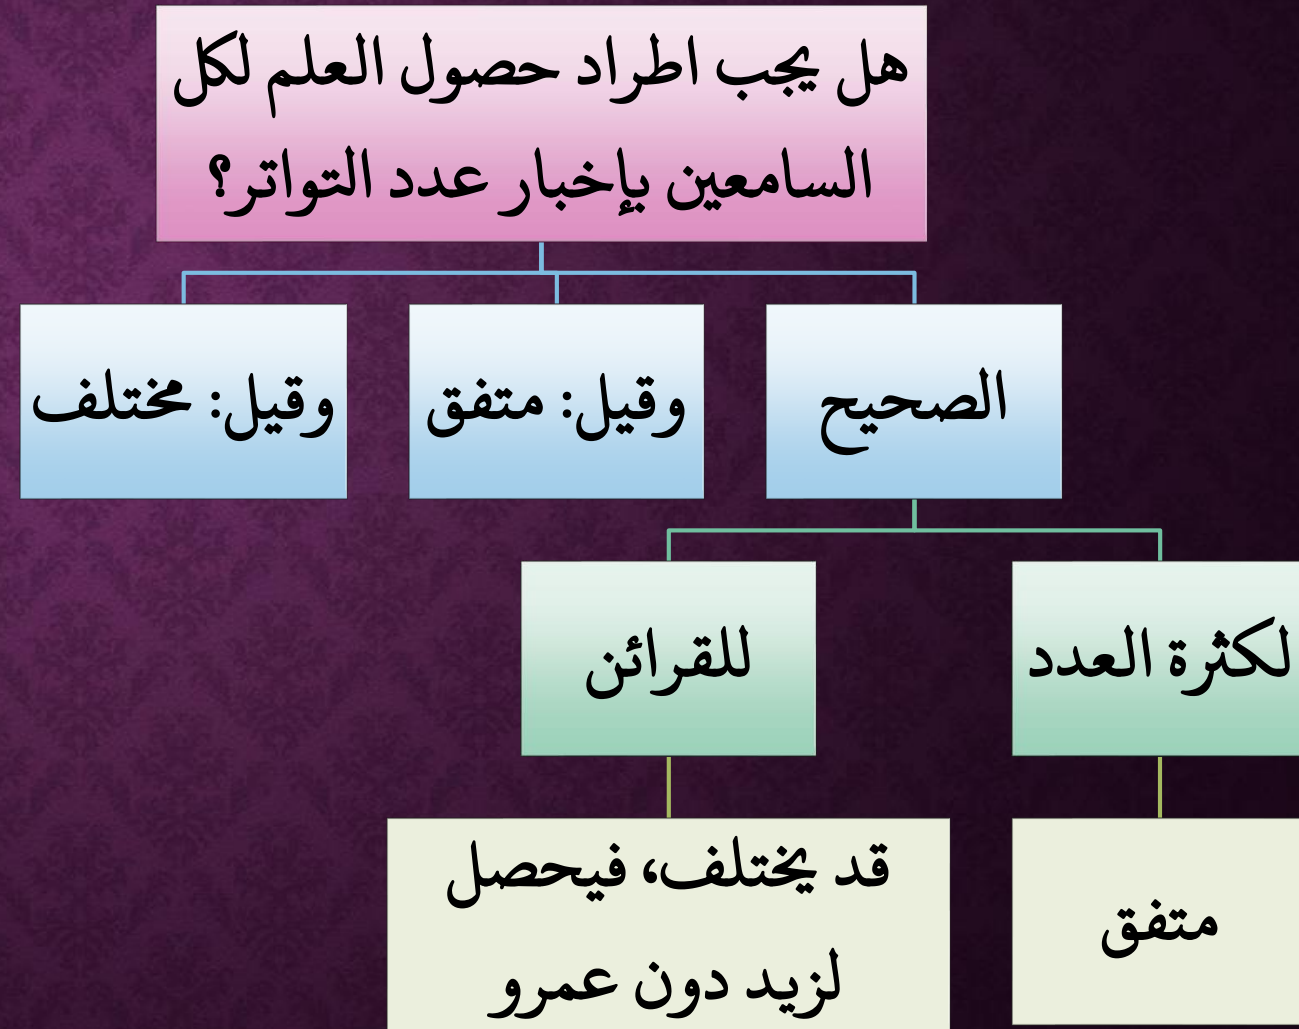 هل يجب اطراد حصول العلم لكل
السامعين بإخبار عدد التواتر؟
الصحيح
وقيل: متفق
وقيل: مختلف
لكثرة العدد
للقرائن
متفق
قد يختلف، فيحصل
لزيد دون عمرو